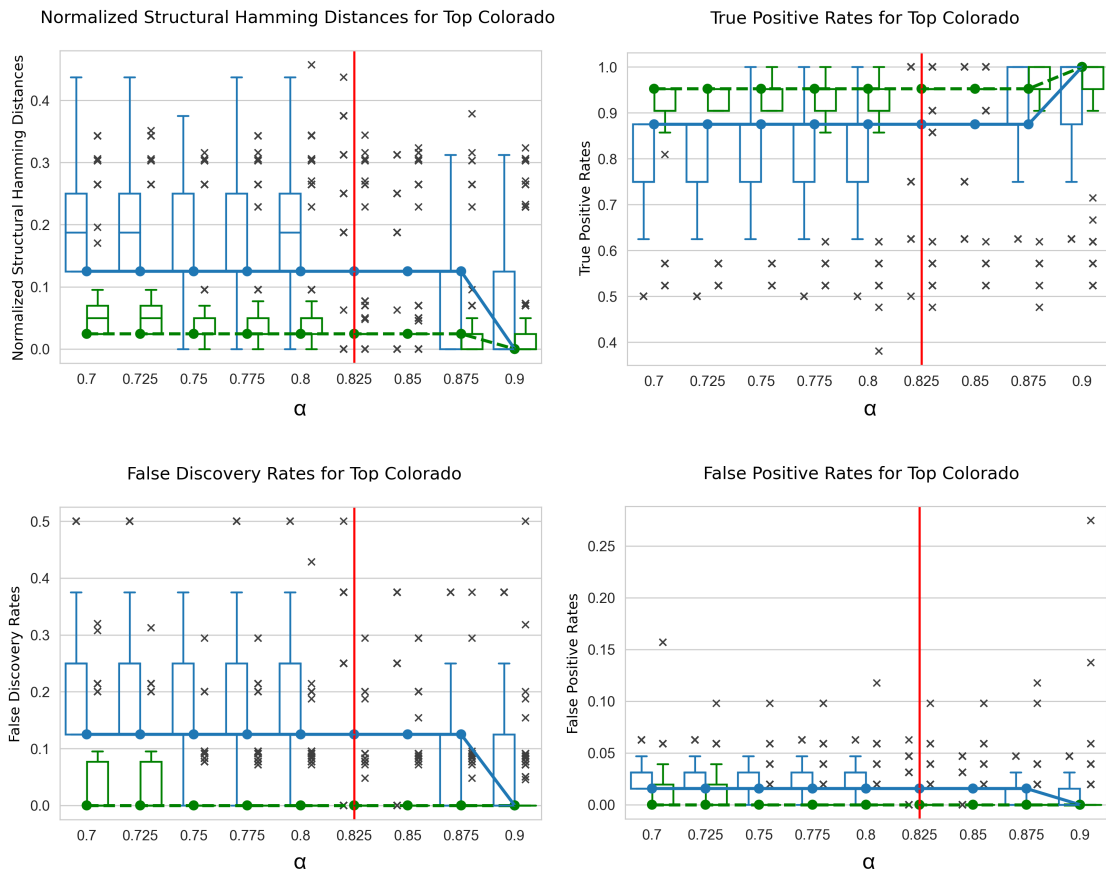 Normalized Structural Hamming Distances for Top Colorado
Normalized Structural Hamming Distances
0.4
0.3
0.2
0.1
0.0
0.7 0.725 0.75 0.775 0.8 0.825 0.85 0.875 0.9
α
True Positive Rates for Top Colorado
True Positive Rates
1.0
0.9
0.8
0.7
0.6
0.5
0.4
0.7 0.725 0.75 0.775 0.8 0.825 0.85 0.875 0.9
α
False Discovery Rates for Top Colorado
False Discovery Rates
0.5
0.4
0.3
0.2
0.1
0.0
0.7 0.725 0.75 0.775 0.8 0.825 0.85 0.875 0.9
α
False Positive Rates for Top Colorado
False Positive Rates
0.25
0.20
0.15
0.10
0.05
0.00
0.7 0.725 0.75 0.775 0.8 0.825 0.85 0.875 0.9
α